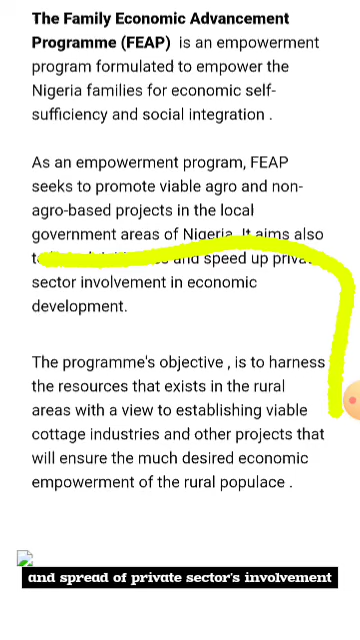 The Family Economic Advancement
Programme (FEAP) is an empowerment
program formulated to empower the
Nigeria families for economic self-
sufficiency and social integration .
As an empowerment program, FEAP
seeks to promote viable agro and non-
agro-based projects in the local
government areas of Nigeria. It aims also
and speed up private
sector involvement in economic
development.
The programme's objective , is to harness
the resources that exists in the rural
areas with a view to establishing viable
cottage industries and other projects that
will ensure the much desired economic
empowerment of the rural populace .
and spread of private sector's involvement